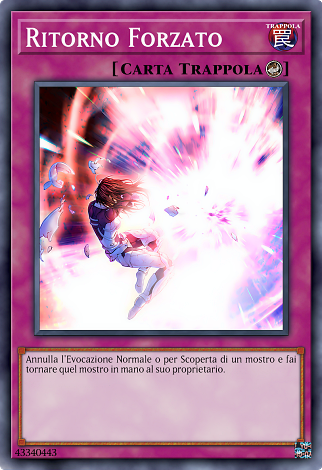 Ritorno Forzato
TRAPPOLA
罠
[Carta Trappola]
Annulla l'Evocazione Normale o per Scoperta di un mostro e fai
tornare quel mostro in mano al suo proprietario.
43340443